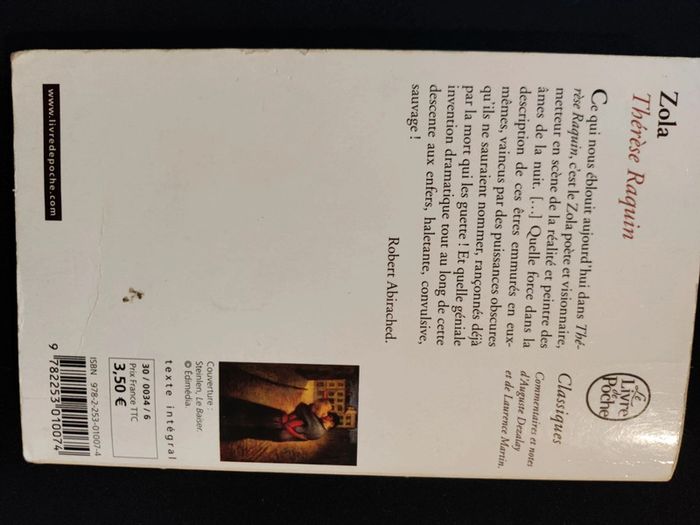 Zola
Thérèse Raquin
Ce qui nous éblouit aujourd'hui dans Thé-
rèse Raquin, c'est le Zola poète et visionnaire,
metteur en scène de la réalité et peintre des
âmes de la nuit. [...] Quelle force dans la
description de ces êtres emmurés en eux-
mêmes, vaincus par des puissances obscures
qu'ils ne sauraient nommer, rançonnés déjà
par la mort qui les guette ! Et quelle géniale
invention dramatique tout au long de cette
descente aux enfers, haletante, convulsive,
sauvage !
Robert Abirached.
Le
Livre
de
Poche
Classiques
Commentaires et notes
d'Auguste Dezalay
et de Laurence Martin.
Couverture :
Steinlen, Le Baiser.
© Edimédia
texte intégral
30 / 0034 / 6
Prix France TTC
3,50 €
ISBN 978-2-253-01007-4
9 782253 010074
www.livredepoche.com